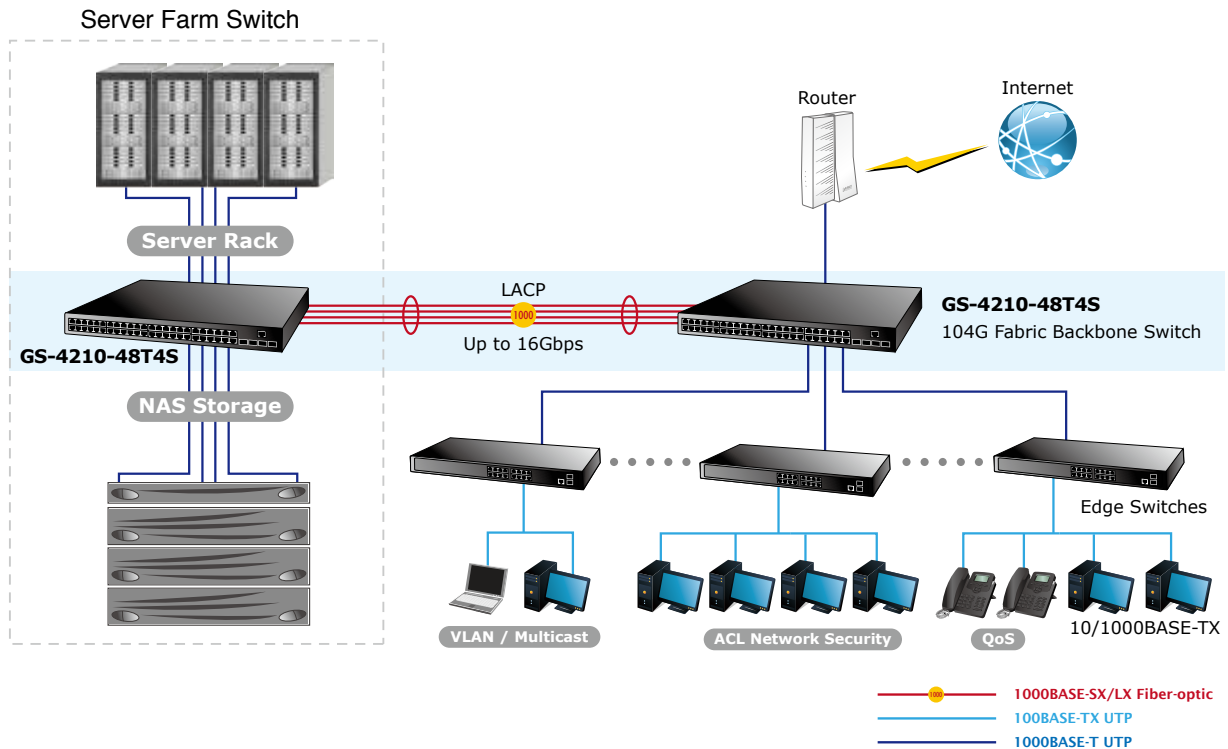 Server Farm Switch
Internet
Router
Server Rack
LACP
1000
Up to 16Gbps
GS-4210-48T4S
104G Fabric Backbone Switch
GS-4210-48T4S
NAS Storage
Edge Switches
10/1000BASE-TX
VLAN / Multicast
ACL Network Security
QoS
1000
1000BASE-SX/LX Fiber-optic
100BASE-TX UTP
1000BASE-T UTP